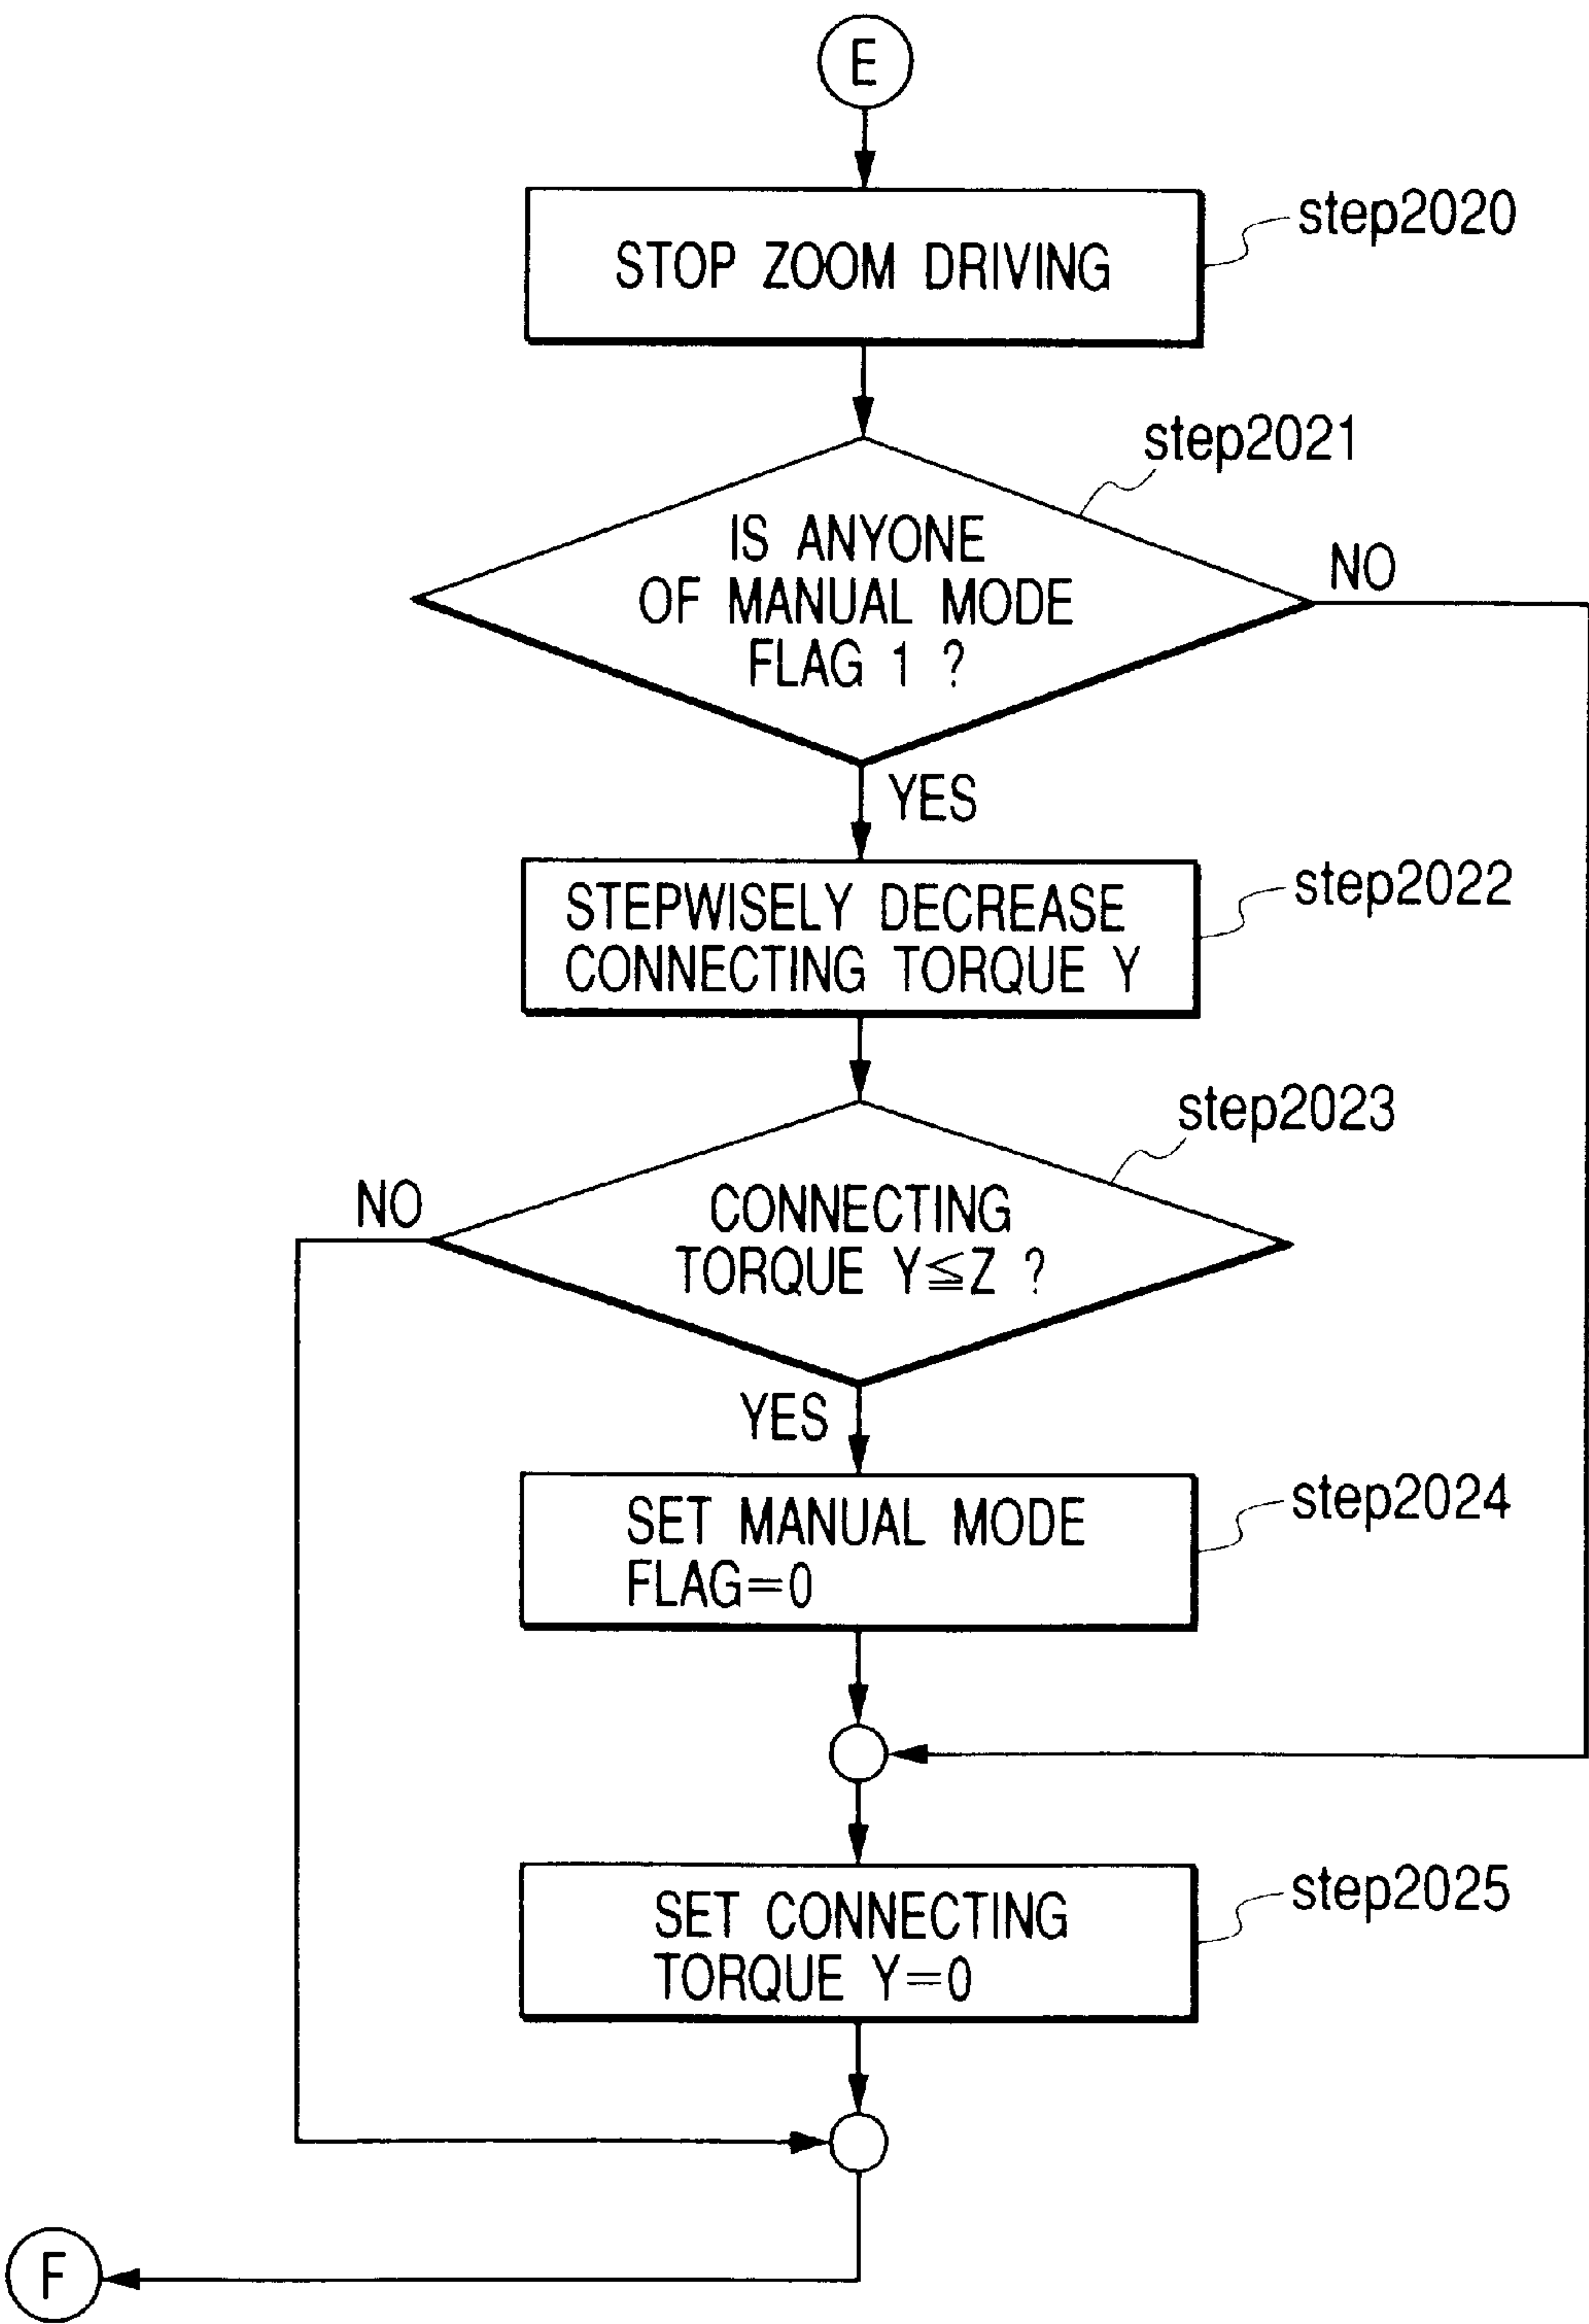 E
STOP ZOOM DRIVING
step2020
step2021
IS ANYONE
OF MANUAL MODE
FLAG 1 ?
NO
YES
STEPWISELY DECREASE
CONNECTING TORQUE Y
step2022
step2023
NO
CONNECTING
TORQUE Y≦Z ?
YES
SET MANUAL MODE
FLAG=0
step2024
SET CONNECTING
TORQUE Y=0
step2025
F